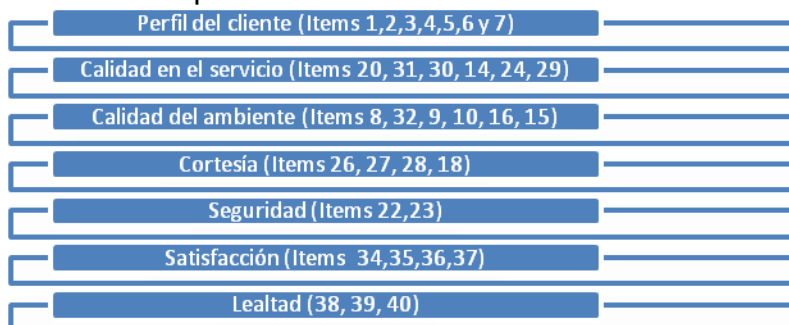 Perfil del cliente (Items 1,2,3,4,5,6 y 7)
Calidad en el servicio (Items 20, 31, 30, 14, 24, 29)
Calidad del ambiente (Items 8, 32, 9, 10, 16, 15)
Cortesía (Items 26, 27, 28, 18)
Seguridad (Items 22,23)
Satisfacción (Items 34,35,36,37)
Lealtad (38, 39, 40)